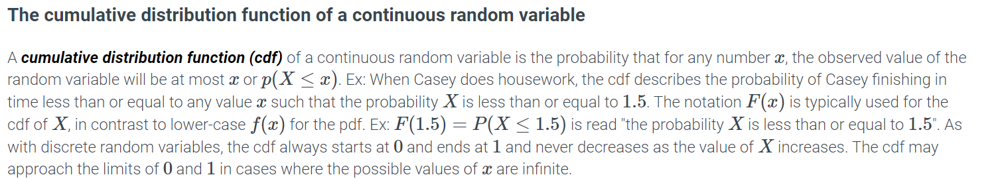 The cumulative distribution function of a continuous random variable
A cumulative distribution function (cdf) of a continuous random variable is the probability that for any number x, the observed value of the
random variable will be at most x or p(X ≤ x). Ex: When Casey does housework, the cdf describes the probability of Casey finishing in
time less than or equal to any value x such that the probability X is less than or equal to 1.5. The notation F(x) is typically used for the
cdf of X, in contrast to lower-case f(x) for the pdf. Ex: F(1.5) = P(X ≤ 1.5) is read "the probability X is less than or equal to 1.5". As
with discrete random variables, the cdf always starts at 0 and ends at 1 and never decreases as the value of X increases. The cdf may
approach the limits of 0 and 1 in cases where the possible values of x are infinite.